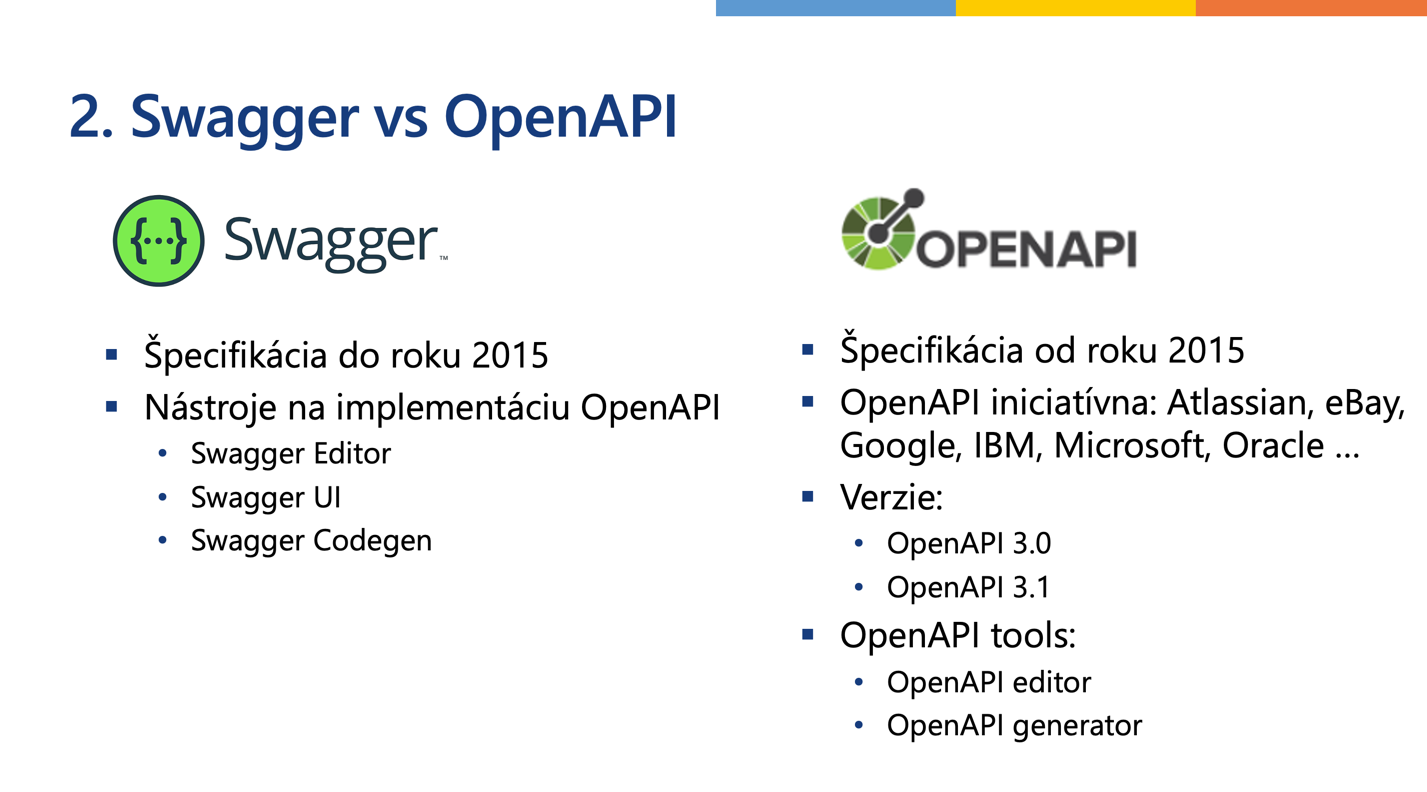 2. Swagger vs OpenAPI
{···} Swagger ™
Špecifikácia do roku 2015
Nástroje na implementáciu OpenAPI
Swagger Editor
Swagger UI
Swagger Codegen
OPENAPI
Špecifikácia od roku 2015
OpenAPI iniciatívna: Atlassian, eBay,
Google, IBM, Microsoft, Oracle ...
Verzie:
OpenAPI 3.0
OpenAPI 3.1
OpenAPI tools:
OpenAPI editor
OpenAPI generator